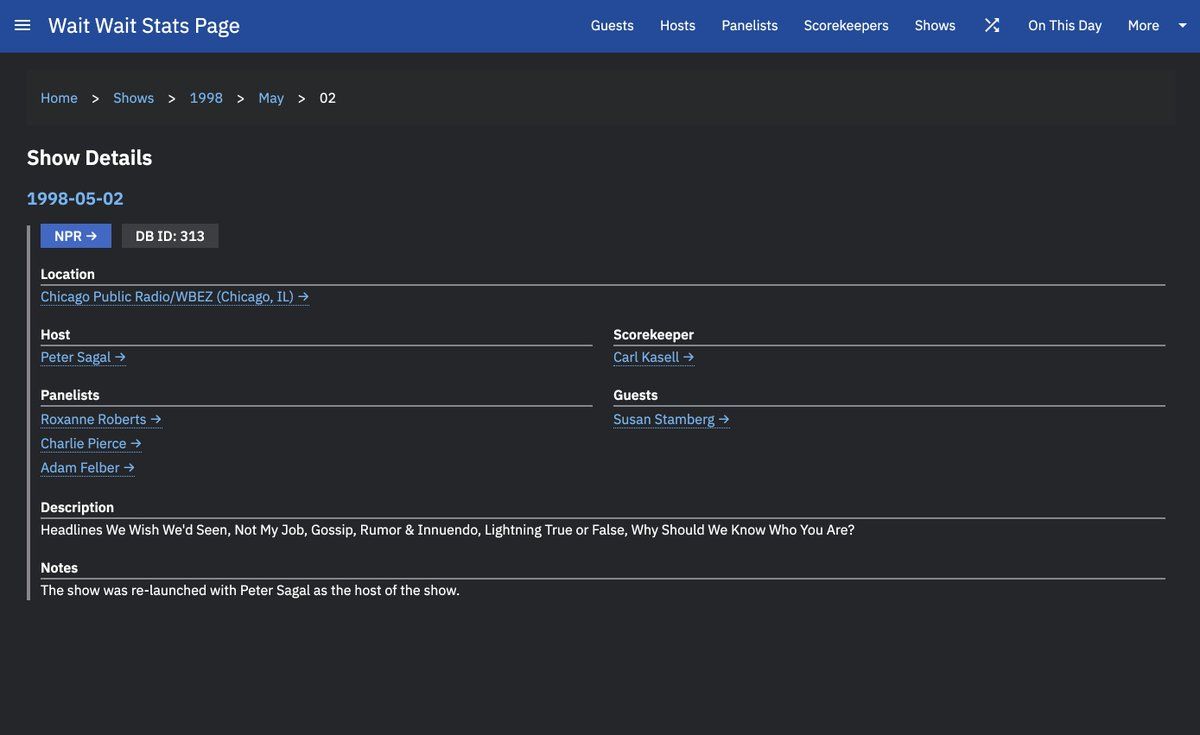 Wait Wait Stats Page Guests Hosts Panelists Scorekeepers Shows On This Day More
Home > Shows > 1998 > May > 02
Show Details
1998-05-02
NPR → DB ID: 313
Location
Chicago Public Radio/WBEZ (Chicago, IL) →
Host
Peter Sagal →
Scorekeeper
Carl Kasell →
Panelists
Roxanne Roberts →
Charlie Pierce →
Adam Felber →
Guests
Susan Stamberg →
Description
Headlines We Wish We'd Seen, Not My Job, Gossip, Rumor & Innuendo, Lightning True or False, Why Should We Know Who You Are?
Notes
The show was re-launched with Peter Sagal as the host of the show.